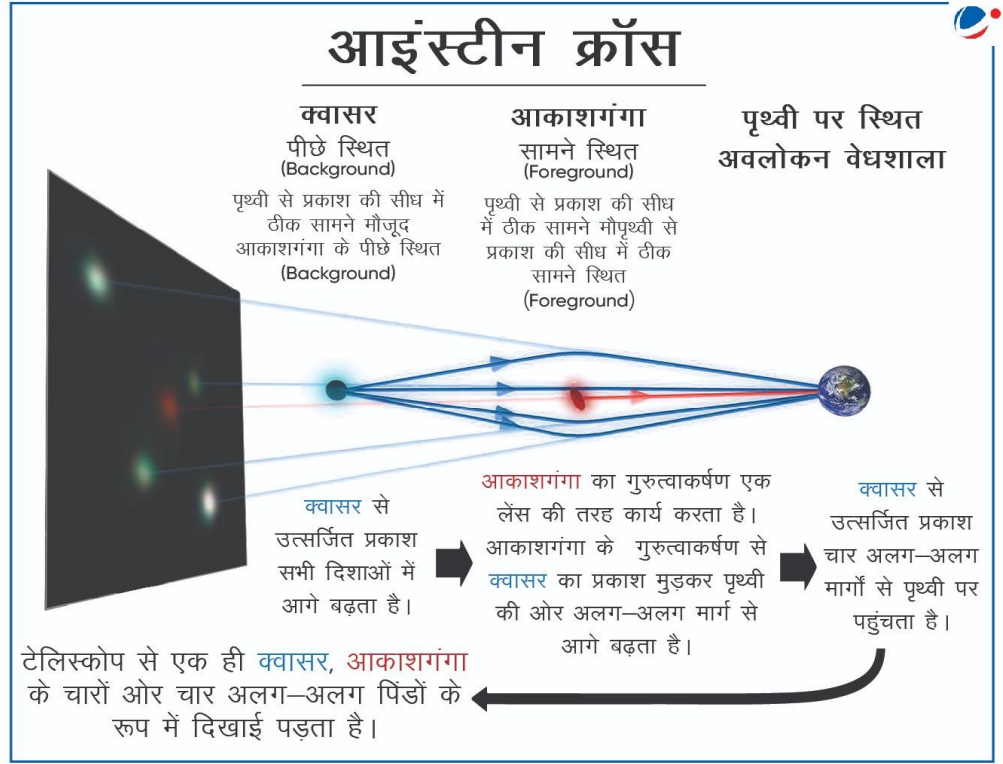 आइंस्टीन क्रॉस
क्वासर
पीछे स्थित
(Background)
पृथ्वी से प्रकाश की सीध में
ठीक सामने मौजूद
आकाशगंगा के पीछे स्थित
(Background)
आकाशगंगा
सामने स्थित
(Foreground)
पृथ्वी से प्रकाश की सीध
में ठीक सामने मौपृथ्वी से
प्रकाश की सीध में ठीक
सामने स्थित
(Foreground)
पृथ्वी पर स्थित
अवलोकन वेधशाला
क्वासर से
उत्सर्जित प्रकाश
सभी दिशाओं में
आगे बढ़ता है।
आकाशगंगा का गुरुत्वाकर्षण एक
लेंस की तरह कार्य करता है।
आकाशगंगा के गुरुत्वाकर्षण से
क्वासर का प्रकाश मुड़कर पृथ्वी
की ओर अलग–अलग मार्ग से
आगे बढ़ता है।
क्वासर से
उत्सर्जित प्रकाश
चार अलग–अलग
मार्गों से पृथ्वी पर
पहुंचता है।
टेलिस्कोप से एक ही क्वासर, आकाशगंगा
के चारों ओर चार अलग–अलग पिंडों के
रूप में दिखाई पड़ता है।